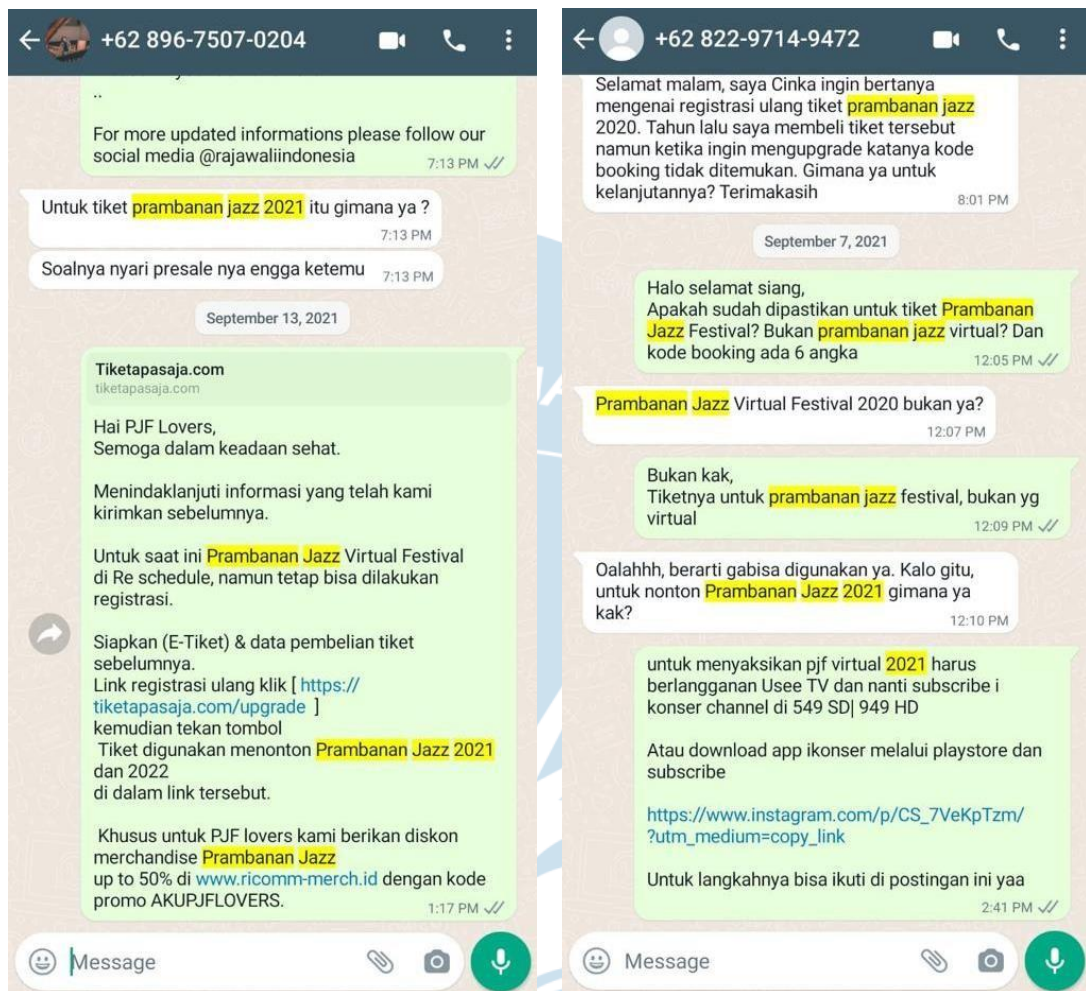 +62 896-7507-0204
..
For more updated informations please follow our
social media @rajawaliindonesia
7:13 PM
Untuk tiket prambanan jazz 2021 itu gimana ya ?
7:13 PM
Soalnya nyari presale nya engga ketemu
7:13 PM
September 13, 2021
Tiketapasaja.com
tiketapasaja.com
Hai PJF Lovers,
Semoga dalam keadaan sehat.
Menindaklanjuti informasi yang telah kami
kirimkan sebelumnya.
Untuk saat ini Prambanan Jazz Virtual Festival
di Re schedule, namun tetap bisa dilakukan
registrasi.
Siapkan (E-Tiket) & data pembelian tiket
sebelumnya.
Link registrasi ulang klik [ https://
tiketapasaja.com/upgrade ]
kemudian tekan tombol
Tiket digunakan menonton Prambanan Jazz 2021
dan 2022
di dalam link tersebut.
Khusus untuk PJF lovers kami berikan diskon
merchandise Prambanan Jazz
up to 50% di www.ricomm-merch.id dengan kode
promo AKUPJFLOVERS.
1:17 PM
Message
+62 822-9714-9472
Selamat malam, saya Cinka ingin bertanya
mengenai registrasi ulang tiket prambanan jazz
2020. Tahun lalu saya membeli tiket tersebut
namun ketika ingin mengupgrade katanya kode
booking tidak ditemukan. Gimana ya untuk
kelanjutannya? Terimakasih
8:01 PM
September 7, 2021
Halo selamat siang,
Apakah sudah dipastikan untuk tiket Prambanan
Jazz Festival? Bukan prambanan jazz virtual? Dan
kode booking ada 6 angka
12:05 PM
Prambanan Jazz Virtual Festival 2020 bukan ya?
12:07 PM
Bukan kak,
Tiketnya untuk prambanan jazz festival, bukan yg
virtual
12:09 PM
Oalahhh, berarti gabisa digunakan ya. Kalo gitu,
untuk nonton Prambanan Jazz 2021 gimana ya
kak?
12:10 PM
untuk menyaksikan pjf virtual 2021 harus
berlangganan Usee TV dan nanti subscribe i
konser channel di 549 SD| 949 HD
Atau download app ikonser melalui playstore dan
subscribe
https://www.instagram.com/p/CS_7VeKpTzm/
?utm_medium=copy_link
Untuk langkahnya bisa ikuti di postingan ini yaa
2:41 PM
Message